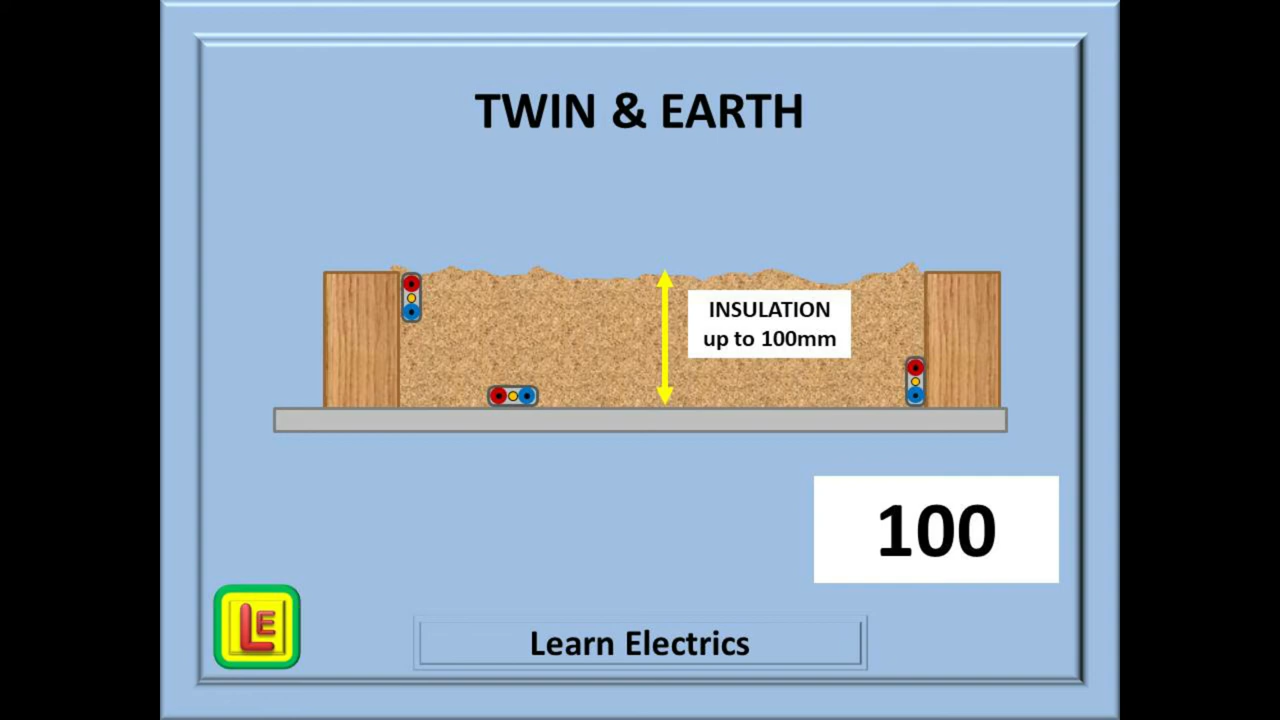 TWIN & EARTH
INSULATION
up to 100mm
100
LE
Learn Electrics